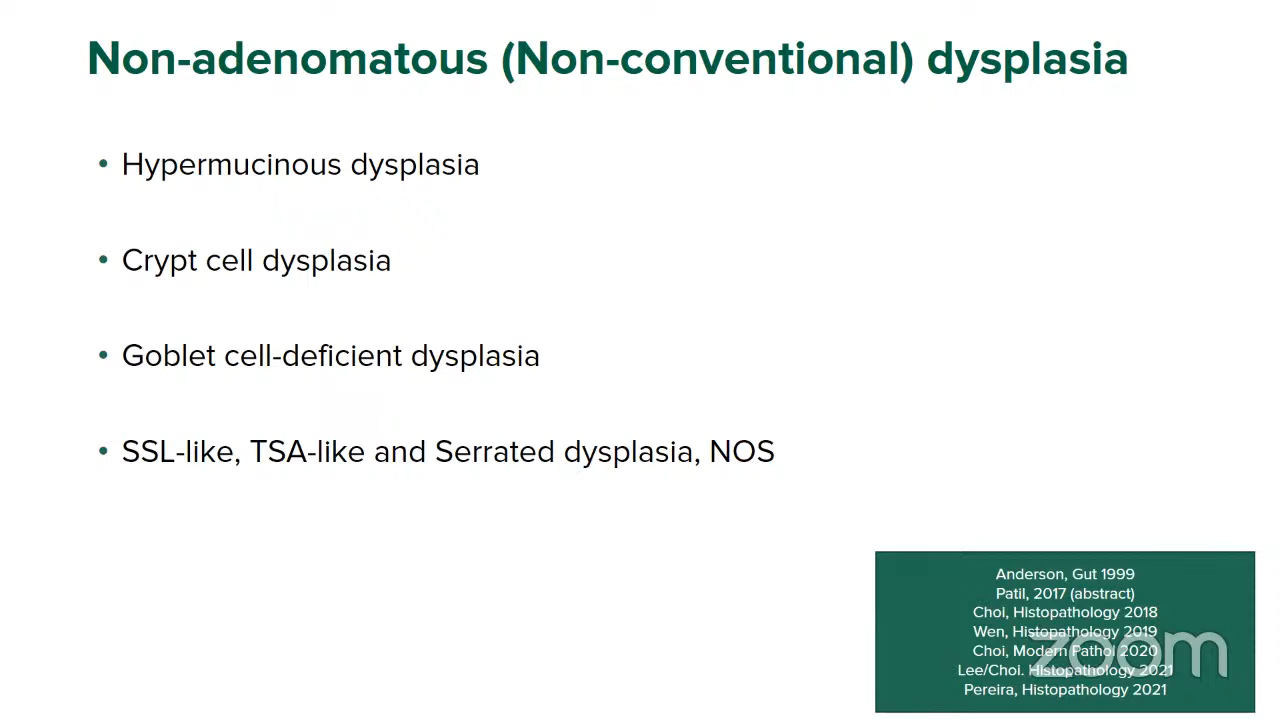 Non-adenomatous (Non-conventional) dysplasia
• Hypermucinous dysplasia
• Crypt cell dysplasia
• Goblet cell-deficient dysplasia
• SSL-like, TSA-like and Serrated dysplasia, NOS
Anderson, Gut 1999
Patil, 2017 (abstract)
Choi, Histopathology 2018
Wen, Histopathology 2019
Choi, Modern Pathol 2020
Lee/Choi. Histopathology 2021
Pereira, Histopathology 2021
zoom